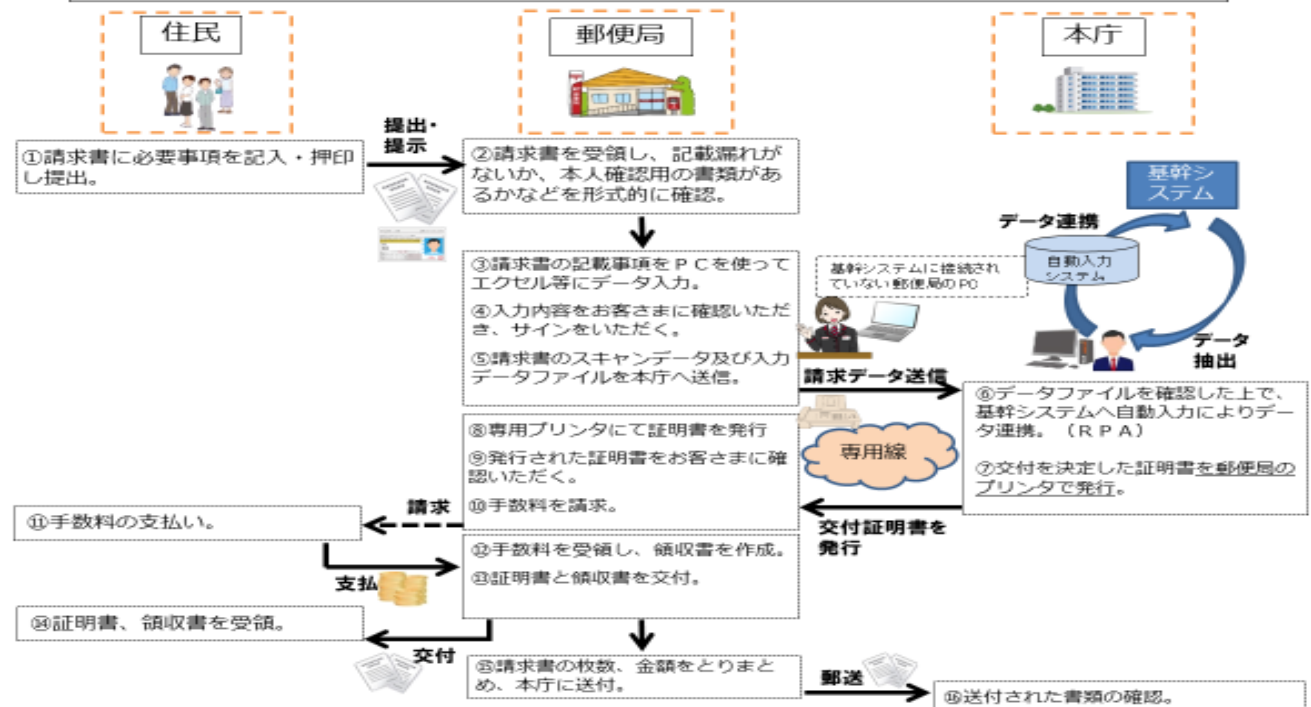 住民
郵便局
本庁
①請求書に必要事項を記入・押印
し提出。
提出・
提示
②請求書を受領し、記載漏れが
ないか、本人確認用の書類があ
るかなどを形式的に確認。
基幹シ
ステム
データ連携
自動入力
システム
データ
抽出
③請求書の記載事項をPCを使って
エクセル等にデータ入力。
④入力内容をお客さまに確認いただ
き、サインをいただく。
⑤請求書のスキャンデータ及び入力
データファイルを本庁へ送信。
基幹システムに接続され
ていない郵便局のPC
請求データ送信
専用線
⑥データファイルを確認した上で、
基幹システムへ自動入力によりデー
タ連携。（RPA）
⑦交付を決定した証明書を郵便局の
プリンタで発行。
交付証明書を
発行
⑧専用プリンタにて証明書を発行
⑨発行された証明書をお客さまに確
認いただく。
⑩手数料を請求。
請求
⑪手数料の支払い。
支払
⑫手数料を受領し、領収書を作成。
⑬証明書と領収書を交付。
⑭証明書、領収書を受領。
交付
⑮請求書の枚数、金額をとりまと
め、本庁に送付。
郵送
⑯送付された書類の確認。